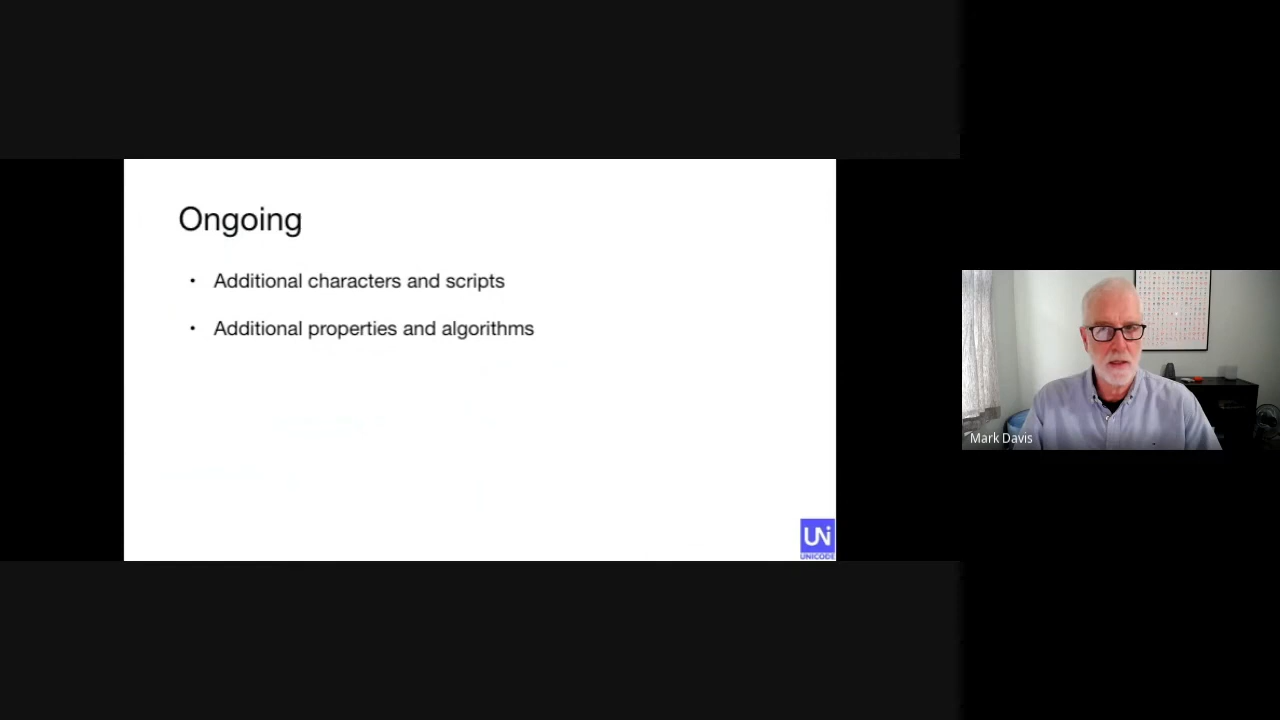 Ongoing
• Additional characters and scripts
• Additional properties and algorithms
UNi
UNICODE
Mark Davis